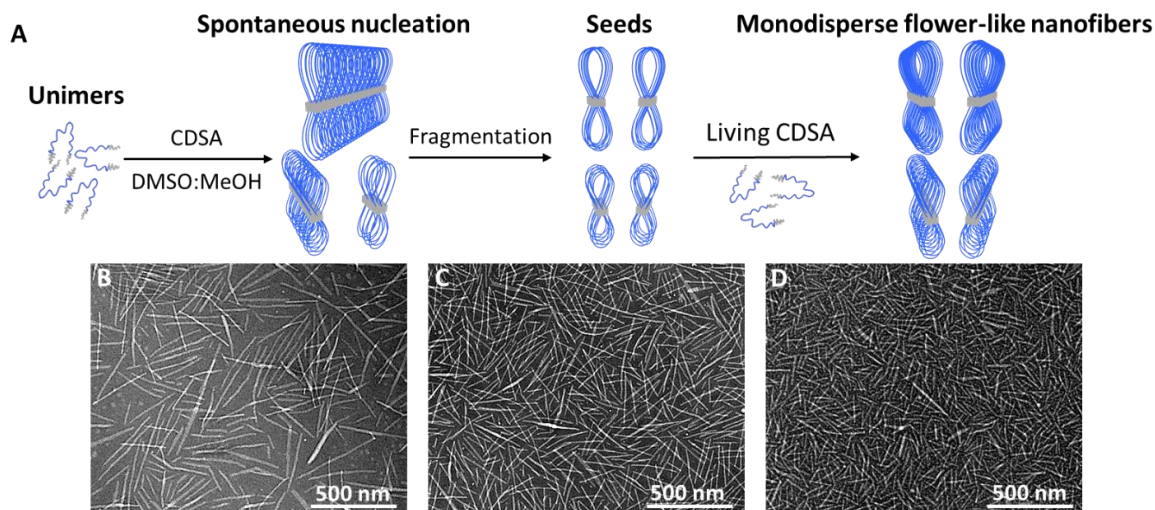 A
Spontaneous nucleation
Seeds
Monodisperse flower-like nanofibers
Unimers
CDSA
DMSO:MeOH
Fragmentation
Living CDSA
B
500 nm
C
500 nm
D
500 nm